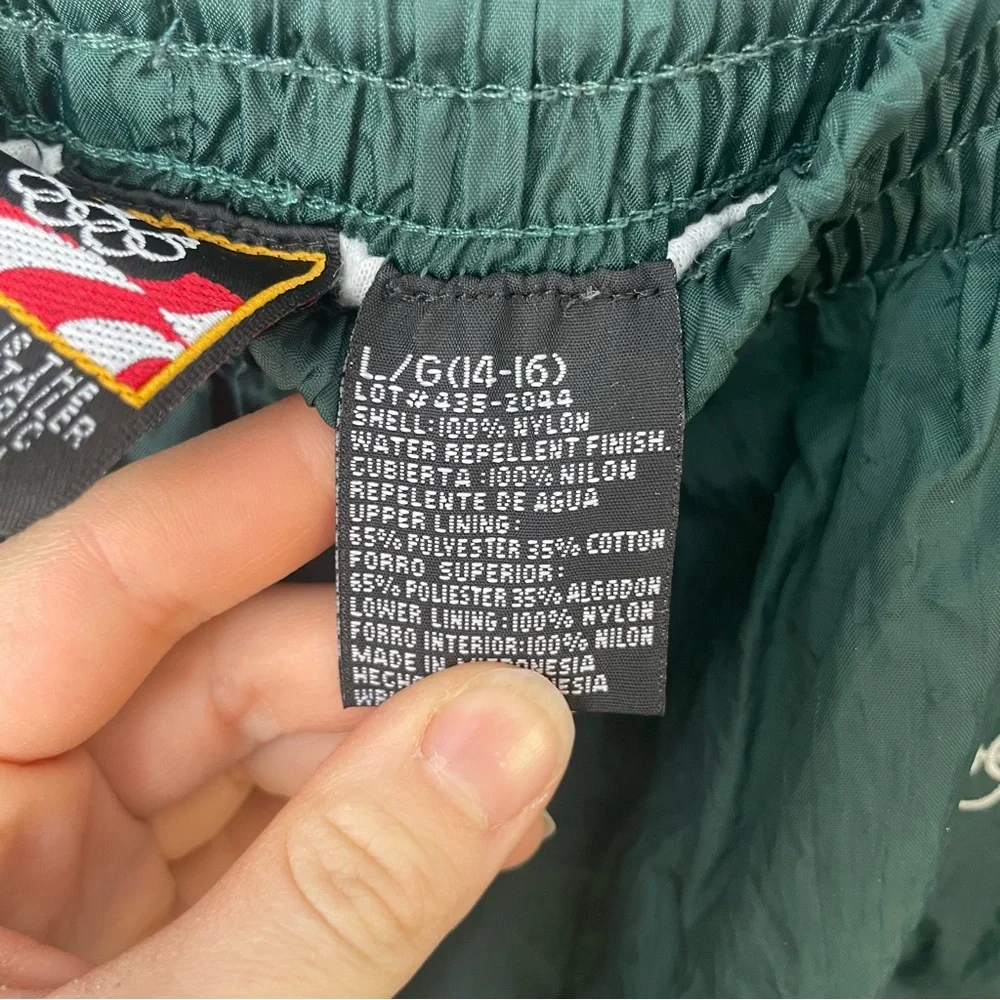 IS THE
L/G(14-16)
LOT#435-2044
SHELL:100% NYLON
WATER REPELLENT FINISH.
CUBIERTA:100% NILON
REPELENTE DE AGUA
UPPER LINING:
65% POLYESTER 35% COTTON
FORRO SUPERIOR:
65% POLIESTER 35% ALGODON
LOWER LINING:100% NYLON
FORRO INTERIOR:100% NILON
MADE IN